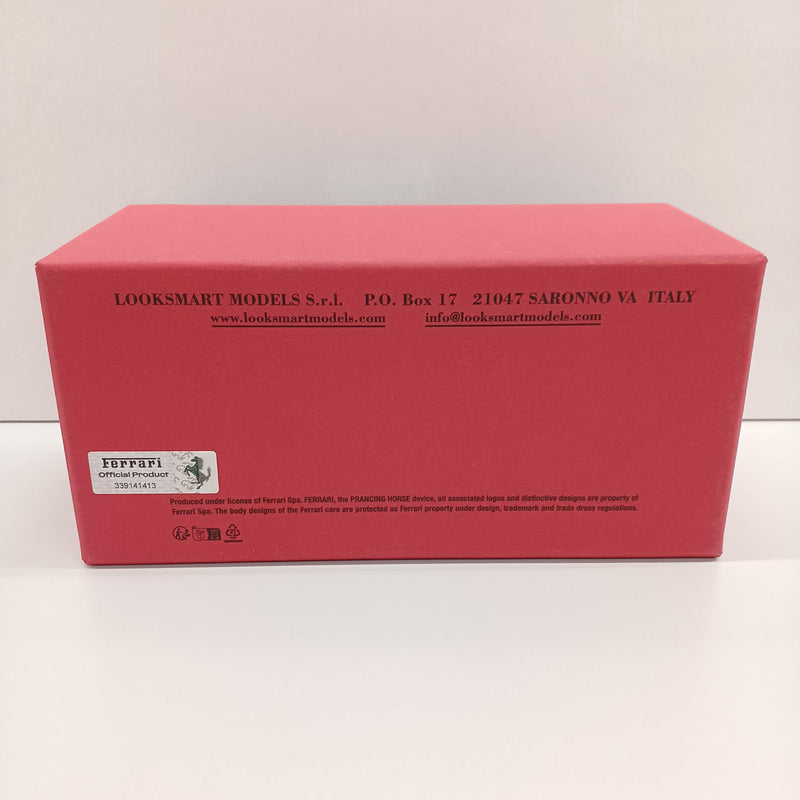 LOOKSMART MODELS S.r.l. P.O. Box 17 21047 SARONNO VA ITALY
www.looksmartmodels.com info@looksmartmodels.com
Ferrari
Official Product
339141413
Produced under license of Ferrari Spa. FERRARI, the PRANCING HORSE device, all associated logos and distinctive designs are property of
Ferrari Spa. The body designs of the Ferrari cars are protected as Ferrari property under design, trademark and trade dress regulations.